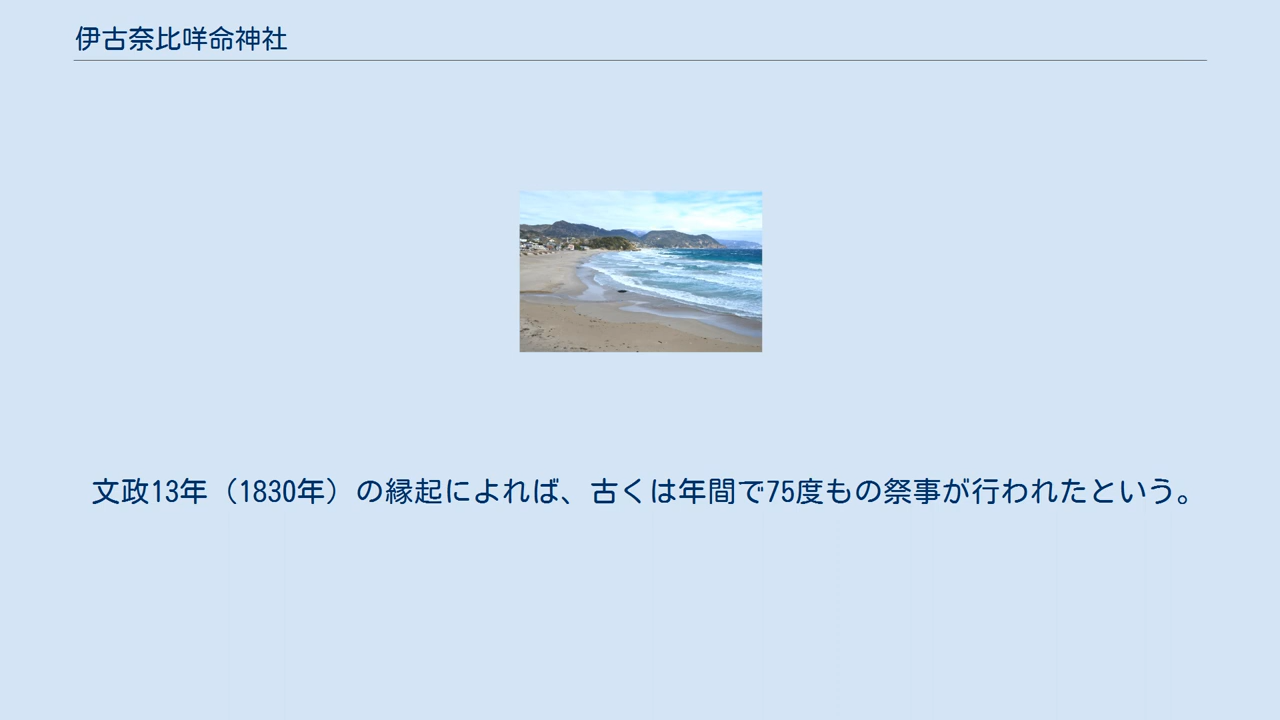 伊古奈比咩命神社
文政13年（1830年）の縁起によれば、古くは年間で75度もの祭事が行われたという。